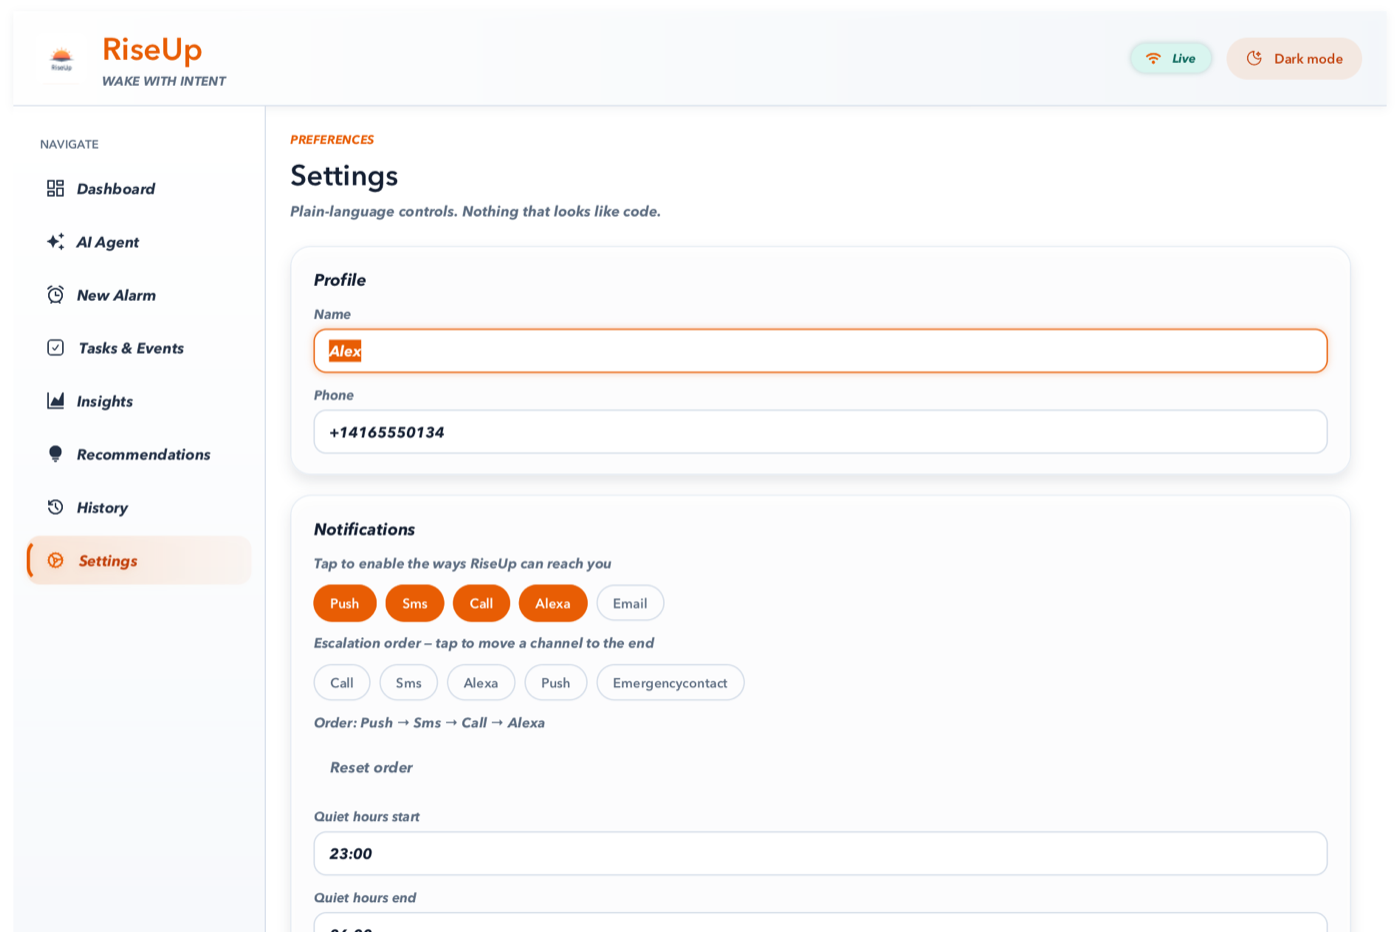 RiseUp
RiseUp
WAKE WITH INTENT
Live
Dark mode
NAVIGATE
Dashboard
AI Agent
New Alarm
Tasks & Events
Insights
Recommendations
History
Settings
PREFERENCES
Settings
Plain-language controls. Nothing that looks like code.
Profile
Name
Alex
Phone
+14165550134
Notifications
Tap to enable the ways RiseUp can reach you
Push Sms Call Alexa Email
Escalation order – tap to move a channel to the end
Call Sms Alexa Push Emergencycontact
Order: Push → Sms → Call → Alexa
Reset order
Quiet hours start
23:00
Quiet hours end